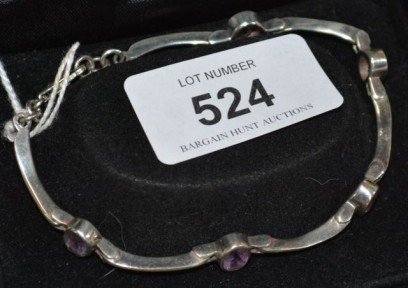 LOT NUMBER
524
BARGAIN HUNT AUCTIONS